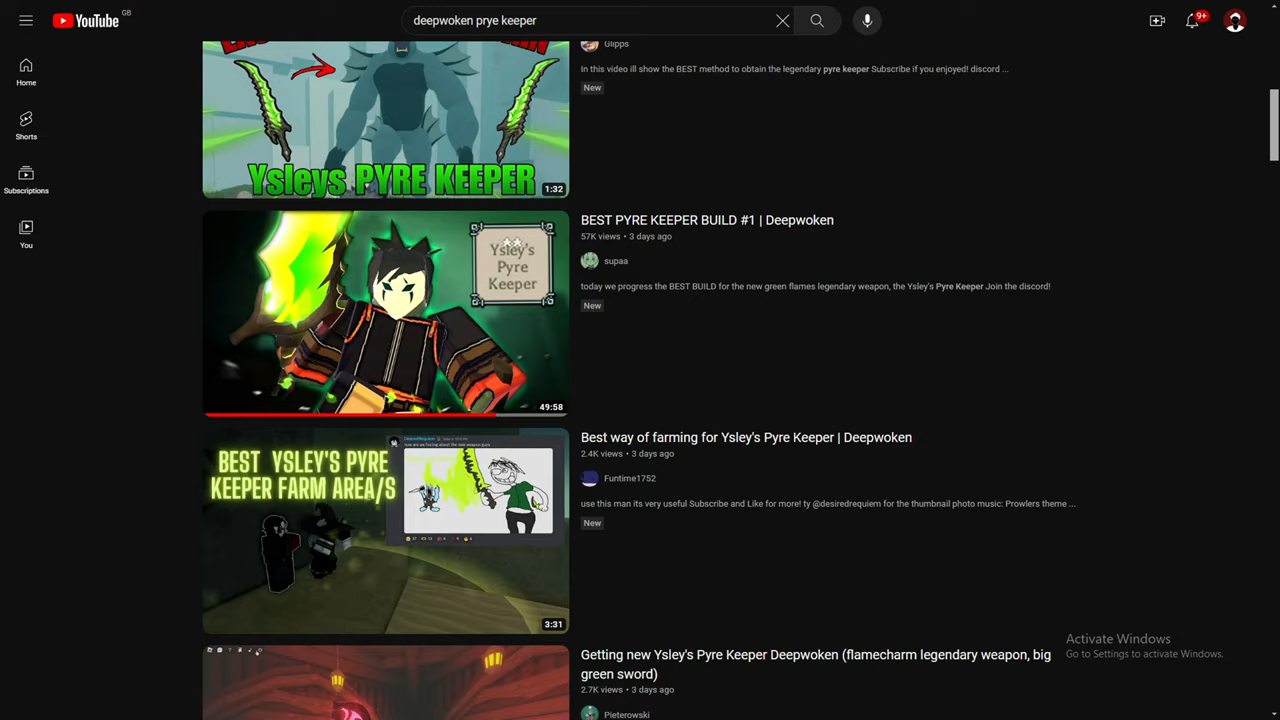 YouTube GB
deepwoken prye keeper
9+
Home
Shorts
Subscriptions
You
Ysleys PYRE KEEPER
1:32
Glipps
In this video ill show the BEST method to obtain the legendary pyre keeper Subscribe if you enjoyed! discord ...
New
Ysley's
Pyre
Keeper
49:58
BEST PYRE KEEPER BUILD #1 | Deepwoken
57K views • 3 days ago
supaa
today we progress the BEST BUILD for the new green flames legendary weapon, the Ysley's Pyre Keeper Join the discord!
New
BEST YSLEY'S PYRE
KEEPER FARM AREA/S
3:31
Best way of farming for Ysley's Pyre Keeper | Deepwoken
2.4K views • 3 days ago
Funtime1752
use this man its very useful Subscribe and Like for more! ty @desiredrequiem for the thumbnail photo music: Prowlers theme ...
New
Getting new Ysley's Pyre Keeper Deepwoken (flamecharm legendary weapon, big
green sword)
2.7K views • 3 days ago
Pieterowski
Activate Windows
Go to Settings to activate Windows.